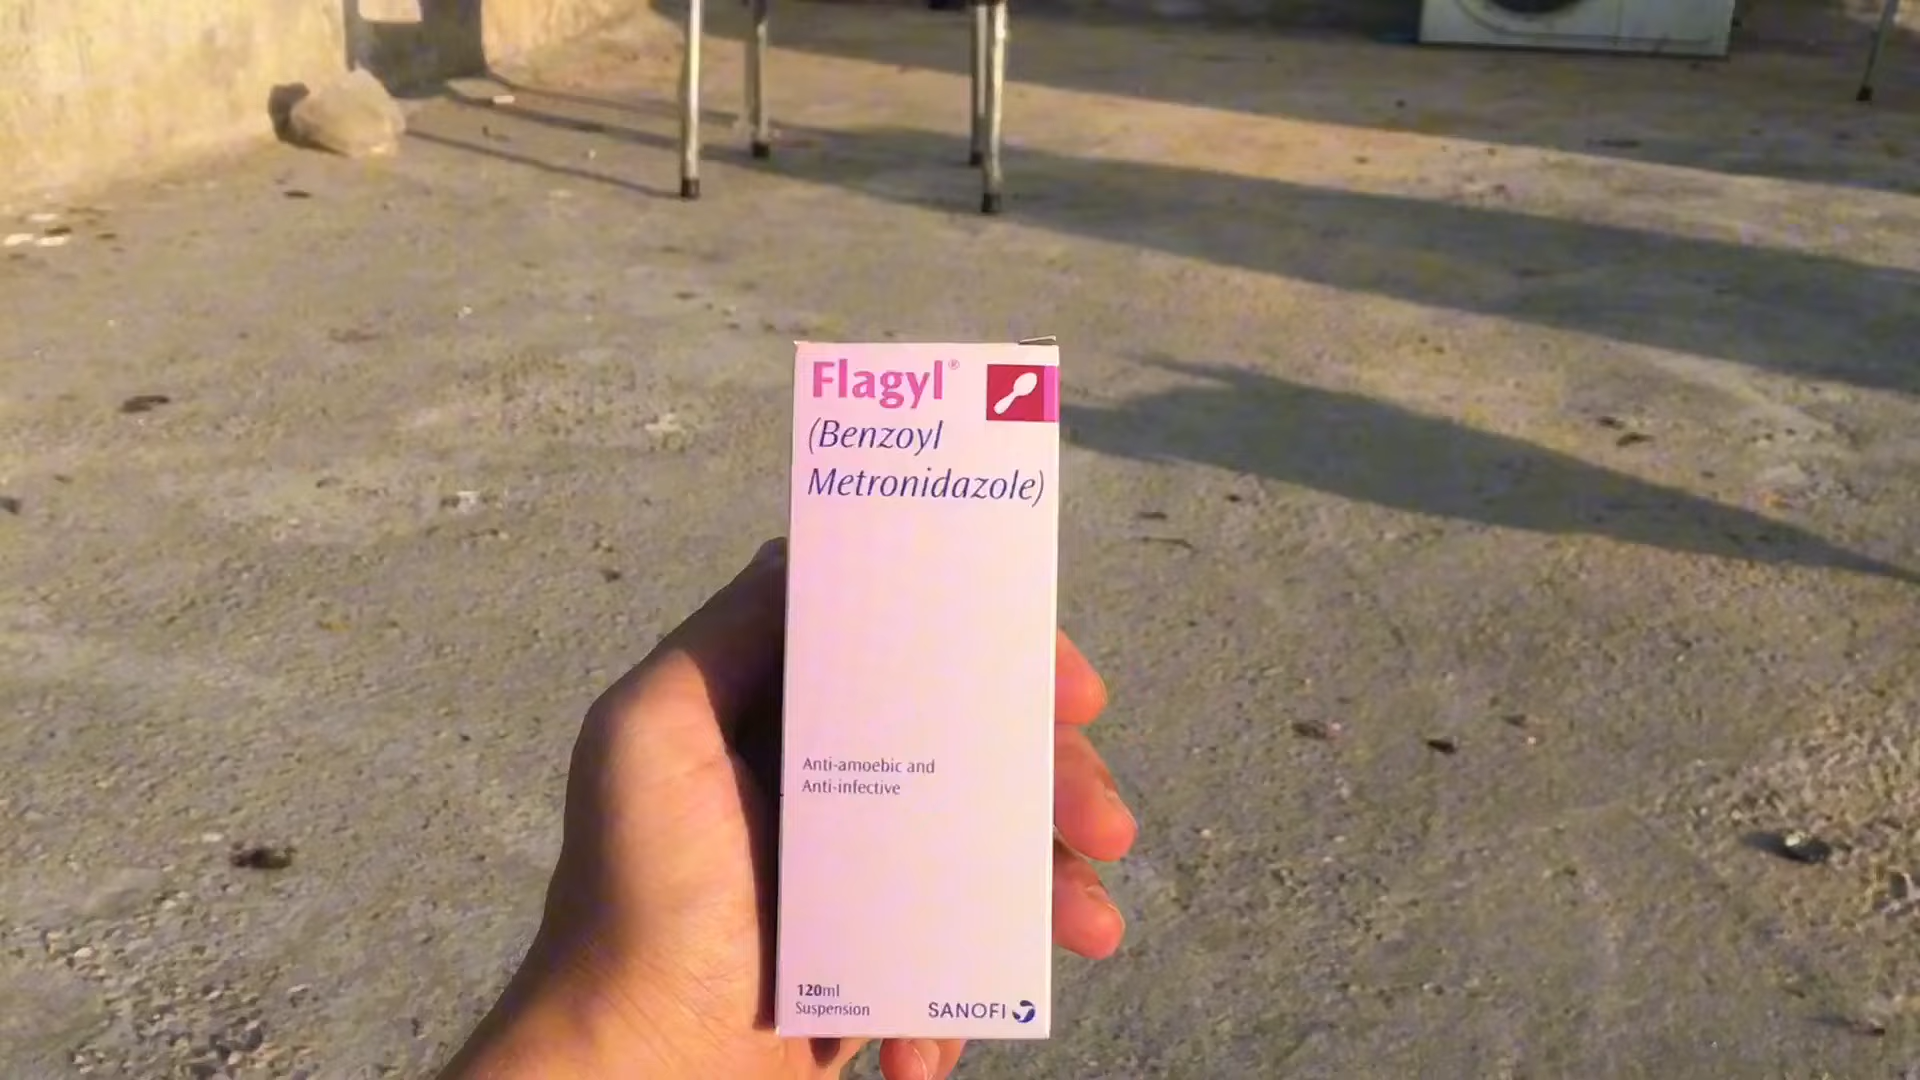 Flagyl®
(Benzoyl
Metronidazole)
Anti-amoebic and
Anti-infective
120ml
Suspension
SANOFI